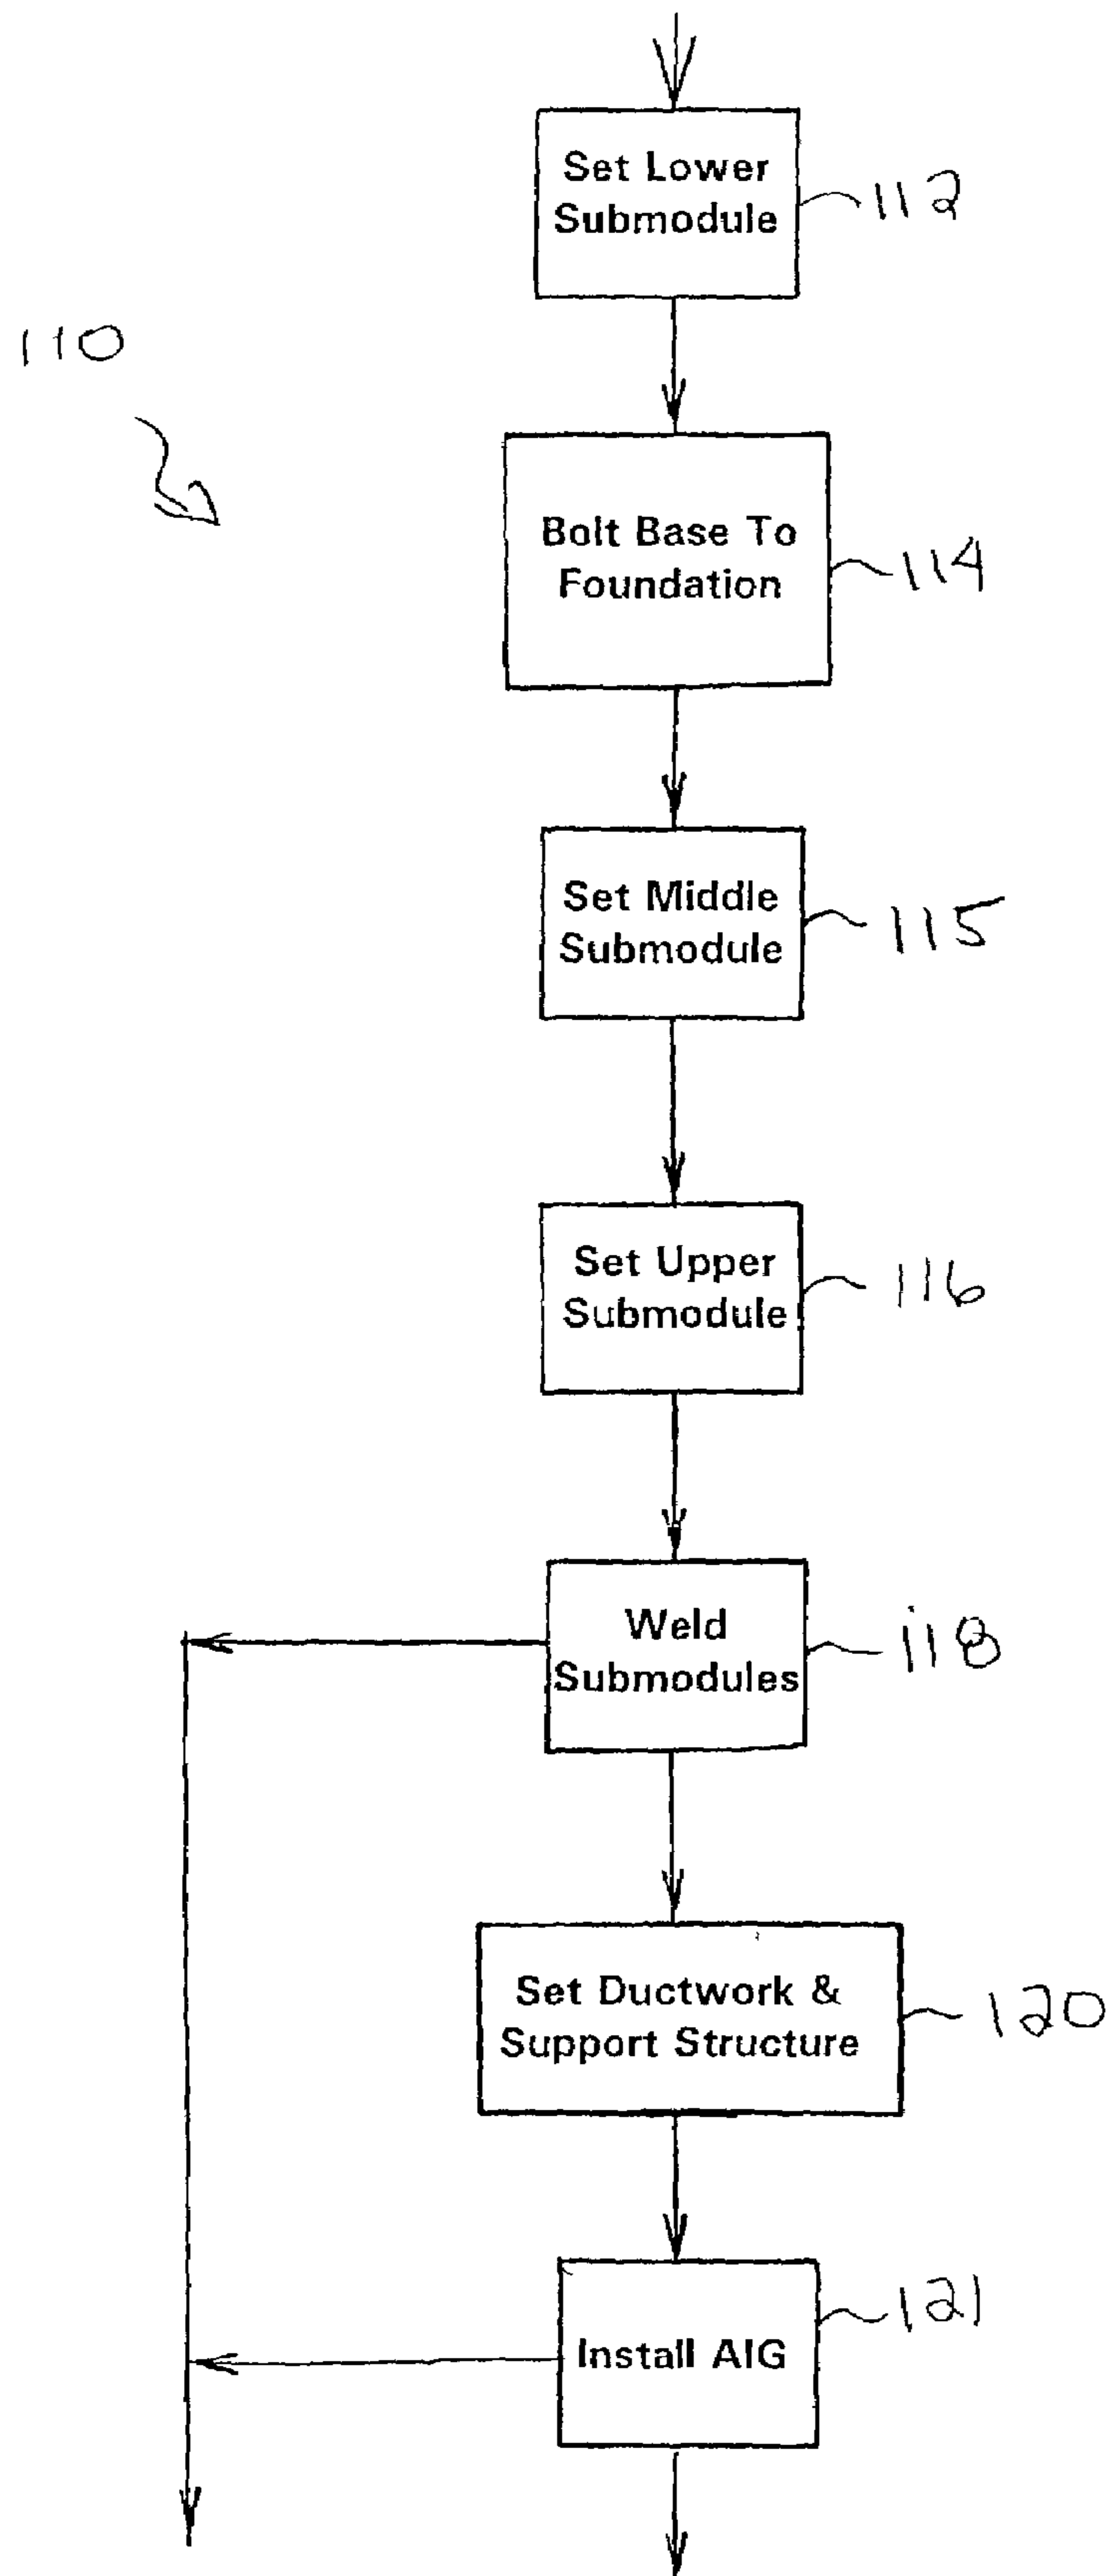 Set Lower
Submodule
112
110
Bolt Base To
Foundation
114
Set Middle
Submodule
115
Set Upper
Submodule
116
Weld
Submodules
118
Set Ductwork &
Support Structure
120
Install AIG
121